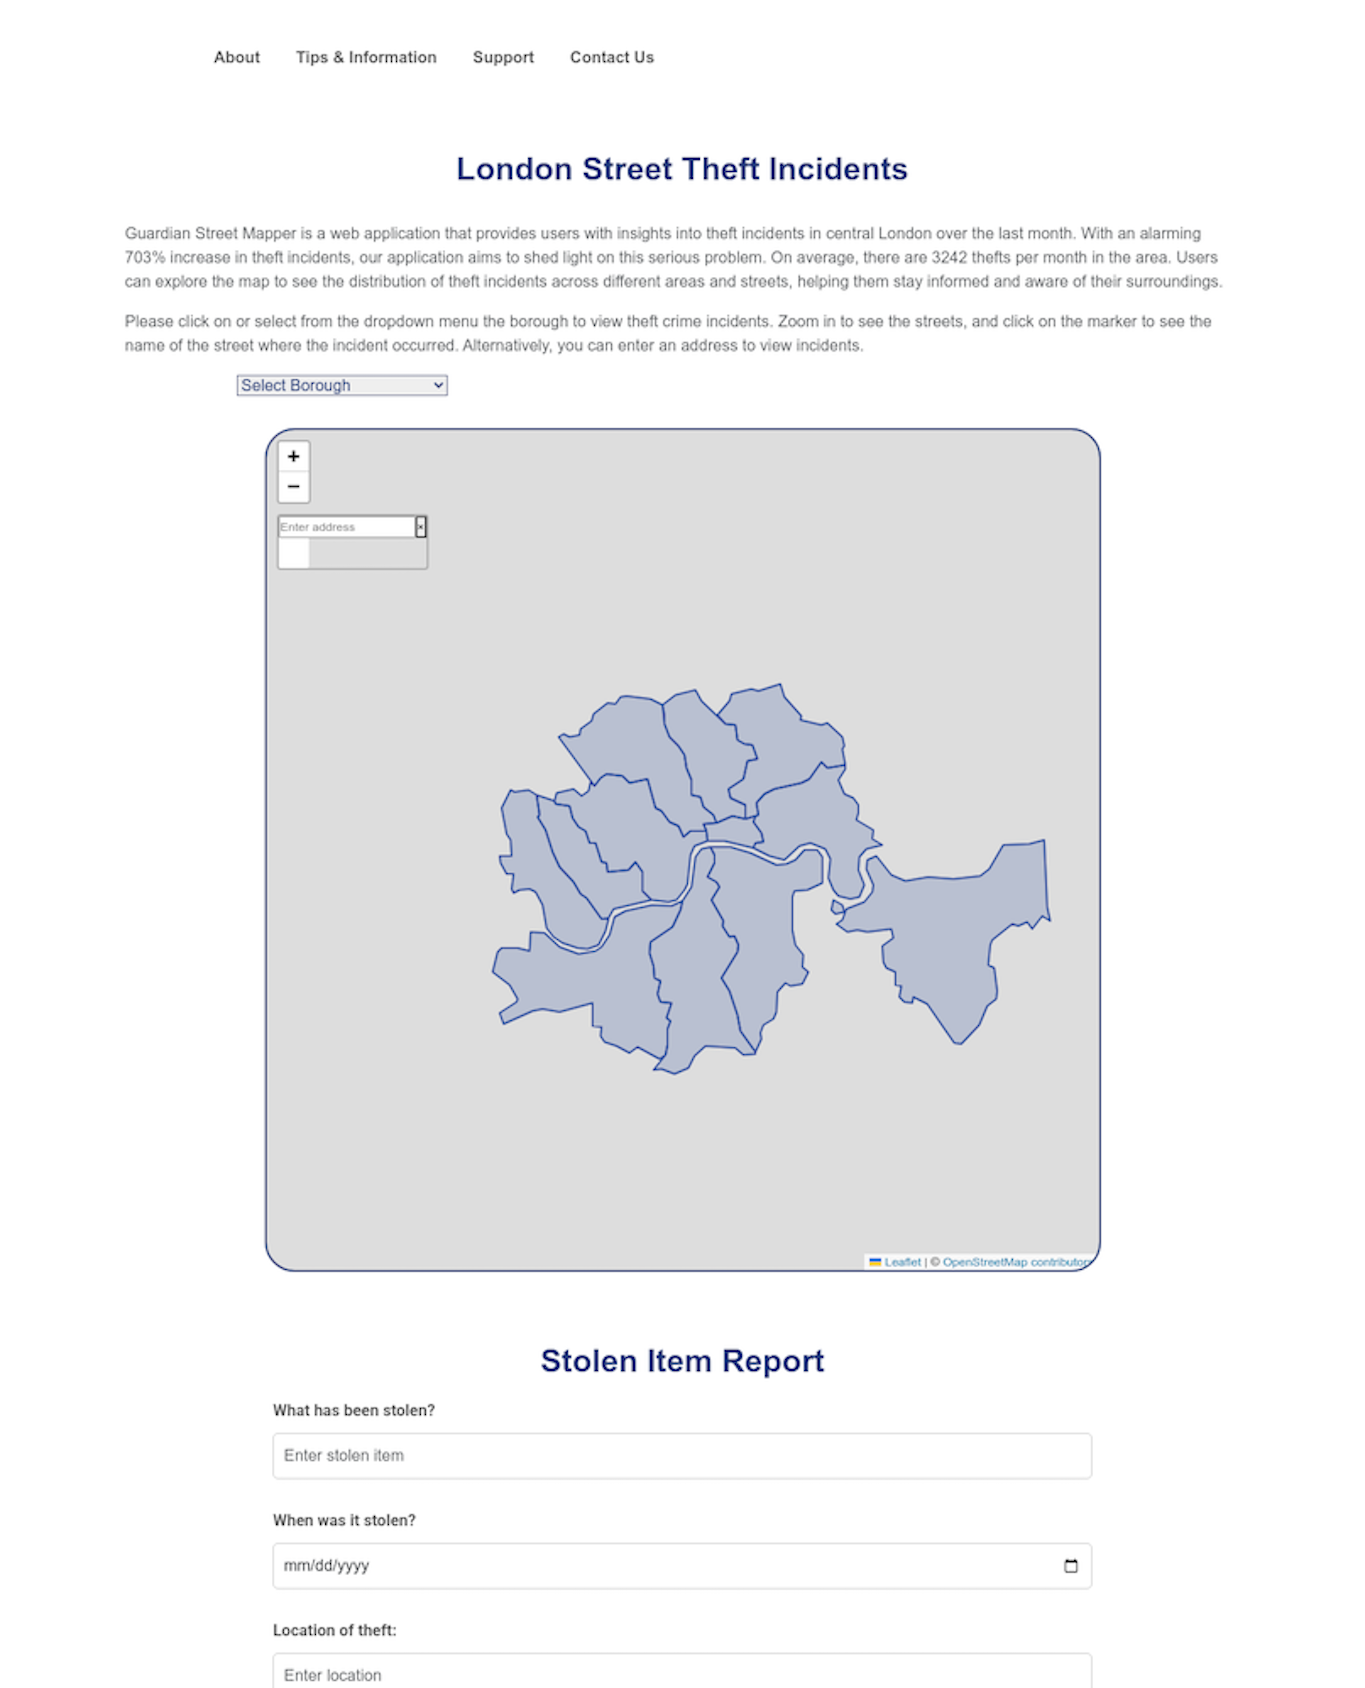 About Tips & Information Support Contact Us
London Street Theft Incidents
Guardian Street Mapper is a web application that provides users with insights into theft incidents in central London over the last month. With an alarming
703% increase in theft incidents, our application aims to shed light on this serious problem. On average, there are 3242 thefts per month in the area. Users
can explore the map to see the distribution of theft incidents across different areas and streets, helping them stay informed and aware of their surroundings.
Please click on or select from the dropdown menu the borough to view theft crime incidents. Zoom in to see the streets, and click on the marker to see the
name of the street where the incident occurred. Alternatively, you can enter an address to view incidents.
Select Borough
+
−
Enter address ×
Leaflet | © OpenStreetMap contributors
Stolen Item Report
What has been stolen?
Enter stolen item
When was it stolen?
mm/dd/yyyy
Location of theft:
Enter location